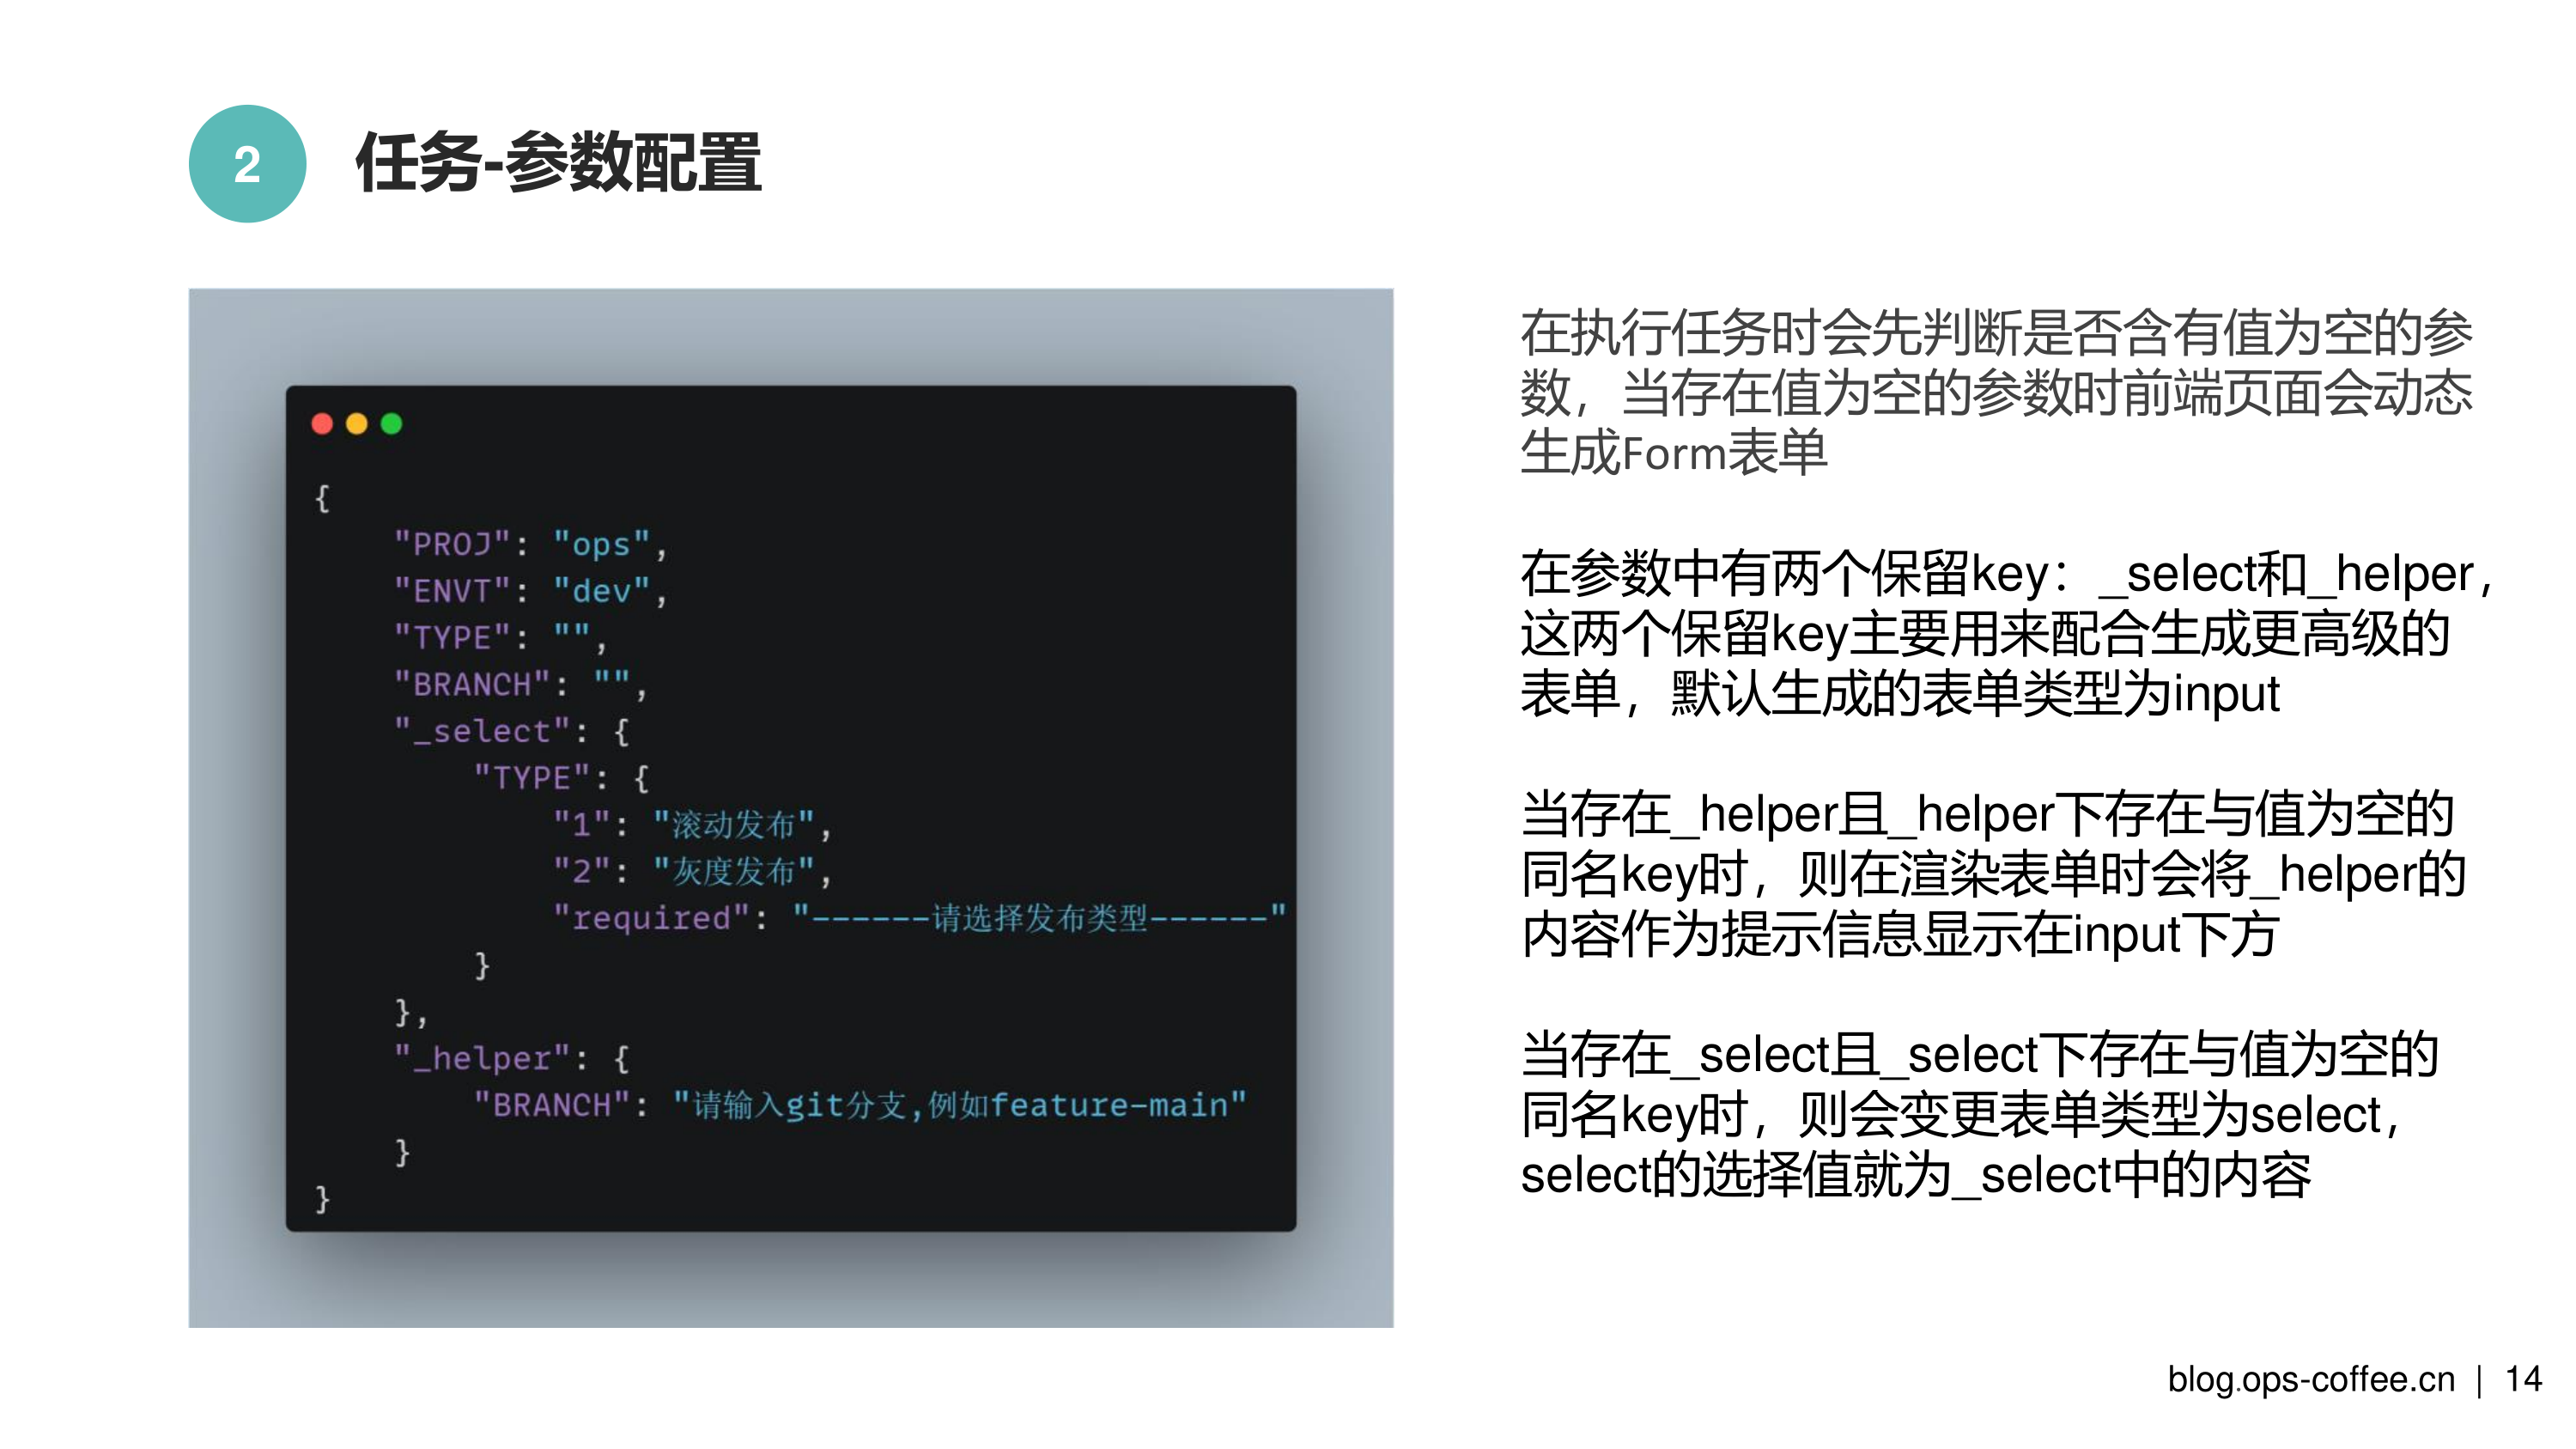 2
任务-参数配置
{
"PROJ": "ops",
"ENVT": "dev",
"TYPE": "",
"BRANCH": "",
"_select": {
"TYPE": {
"1": "滚动发布",
"2": "灰度发布",
"required": "------请选择发布类型------"
}
},
"_helper": {
"BRANCH": "请输入git分支,例如feature-main"
}
}
在执行任务时会先判断是否含有值为空的参
数，当存在值为空的参数时前端页面会动态
生成Form表单
在参数中有两个保留key：_select和_helper，
这两个保留key主要用来配合生成更高级的
表单，默认生成的表单类型为input
当存在_helper且_helper下存在与值为空的
同名key时，则在渲染表单时会将_helper的
内容作为提示信息显示在input下方
当存在_select且_select下存在与值为空的
同名key时，则会变更表单类型为select，
select的选择值就为_select中的内容
blog.ops-coffee.cn | 14